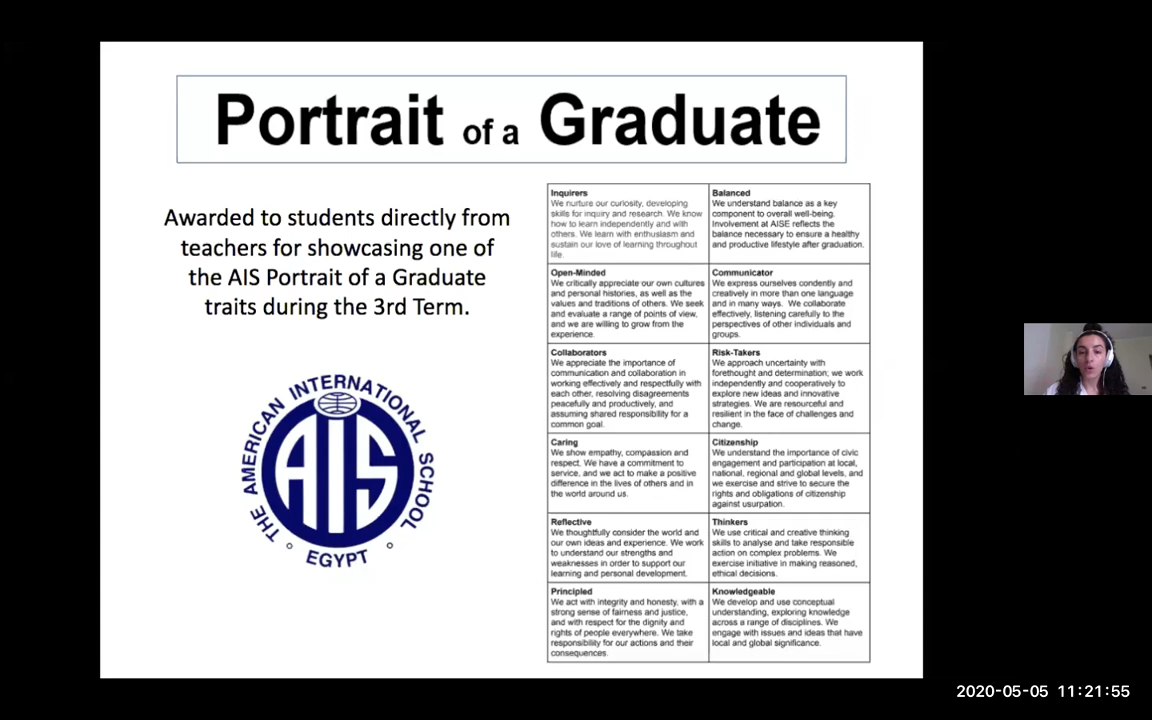 Portrait of a Graduate
Awarded to students directly from
teachers for showcasing one of
the AIS Portrait of a Graduate
traits during the 3rd Term.
THE AMERICAN INTERNATIONAL SCHOOL
AIS
EGYPT
Inquirers
We nurture our curiosity, developing
skills for inquiry and research. We know
how to learn independently and with
others. We learn with enthusiasm and
sustain our love of learning throughout
life.
Balanced
We understand balance as a key
component to overall well-being.
Involvement at AISE reflects the
balance necessary to ensure a healthy
and productive lifestyle after graduation.
Open-Minded
We critically appreciate our own cultures
and personal histories, as well as the
values and traditions of others. We seek
and evaluate a range of points of view,
and we are willing to grow from the
experience.
Communicator
We express ourselves condently and
creatively in more than one language
and in many ways. We collaborate
effectively, listening carefully to the
perspectives of other individuals and
groups.
Collaborators
We appreciate the importance of
communication and collaboration in
working effectively and respectfully with
each other, resolving disagreements
peacefully and productively, and
assuming shared responsibility for a
common goal.
Risk-Takers
We approach uncertainty with
forethought and determination; we work
independently and cooperatively to
explore new ideas and innovative
strategies. We are resourceful and
resilient in the face of challenges and
change.
Caring
We show empathy, compassion and
respect. We have a commitment to
service, and we act to make a positive
difference in the lives of others and in
the world around us.
Citizenship
We understand the importance of civic
engagement and participation at local,
national, regional and global levels, and
we exercise and strive to secure the
rights and obligations of citizenship
against usurpation.
Reflective
We thoughtfully consider the world and
our own ideas and experience. We work
to understand our strengths and
weaknesses in order to support our
learning and personal development.
Thinkers
We use critical and creative thinking
skills to analyse and take responsible
action on complex problems. We
exercise initiative in making reasoned,
ethical decisions.
Principled
We act with integrity and honesty, with a
strong sense of fairness and justice,
and with respect for the dignity and
rights of people everywhere. We take
responsibility for our actions and their
consequences.
Knowledgeable
We develop and use conceptual
understanding, exploring knowledge
across a range of disciplines. We
engage with issues and ideas that have
local and global significance.
2020-05-05 11:21:55